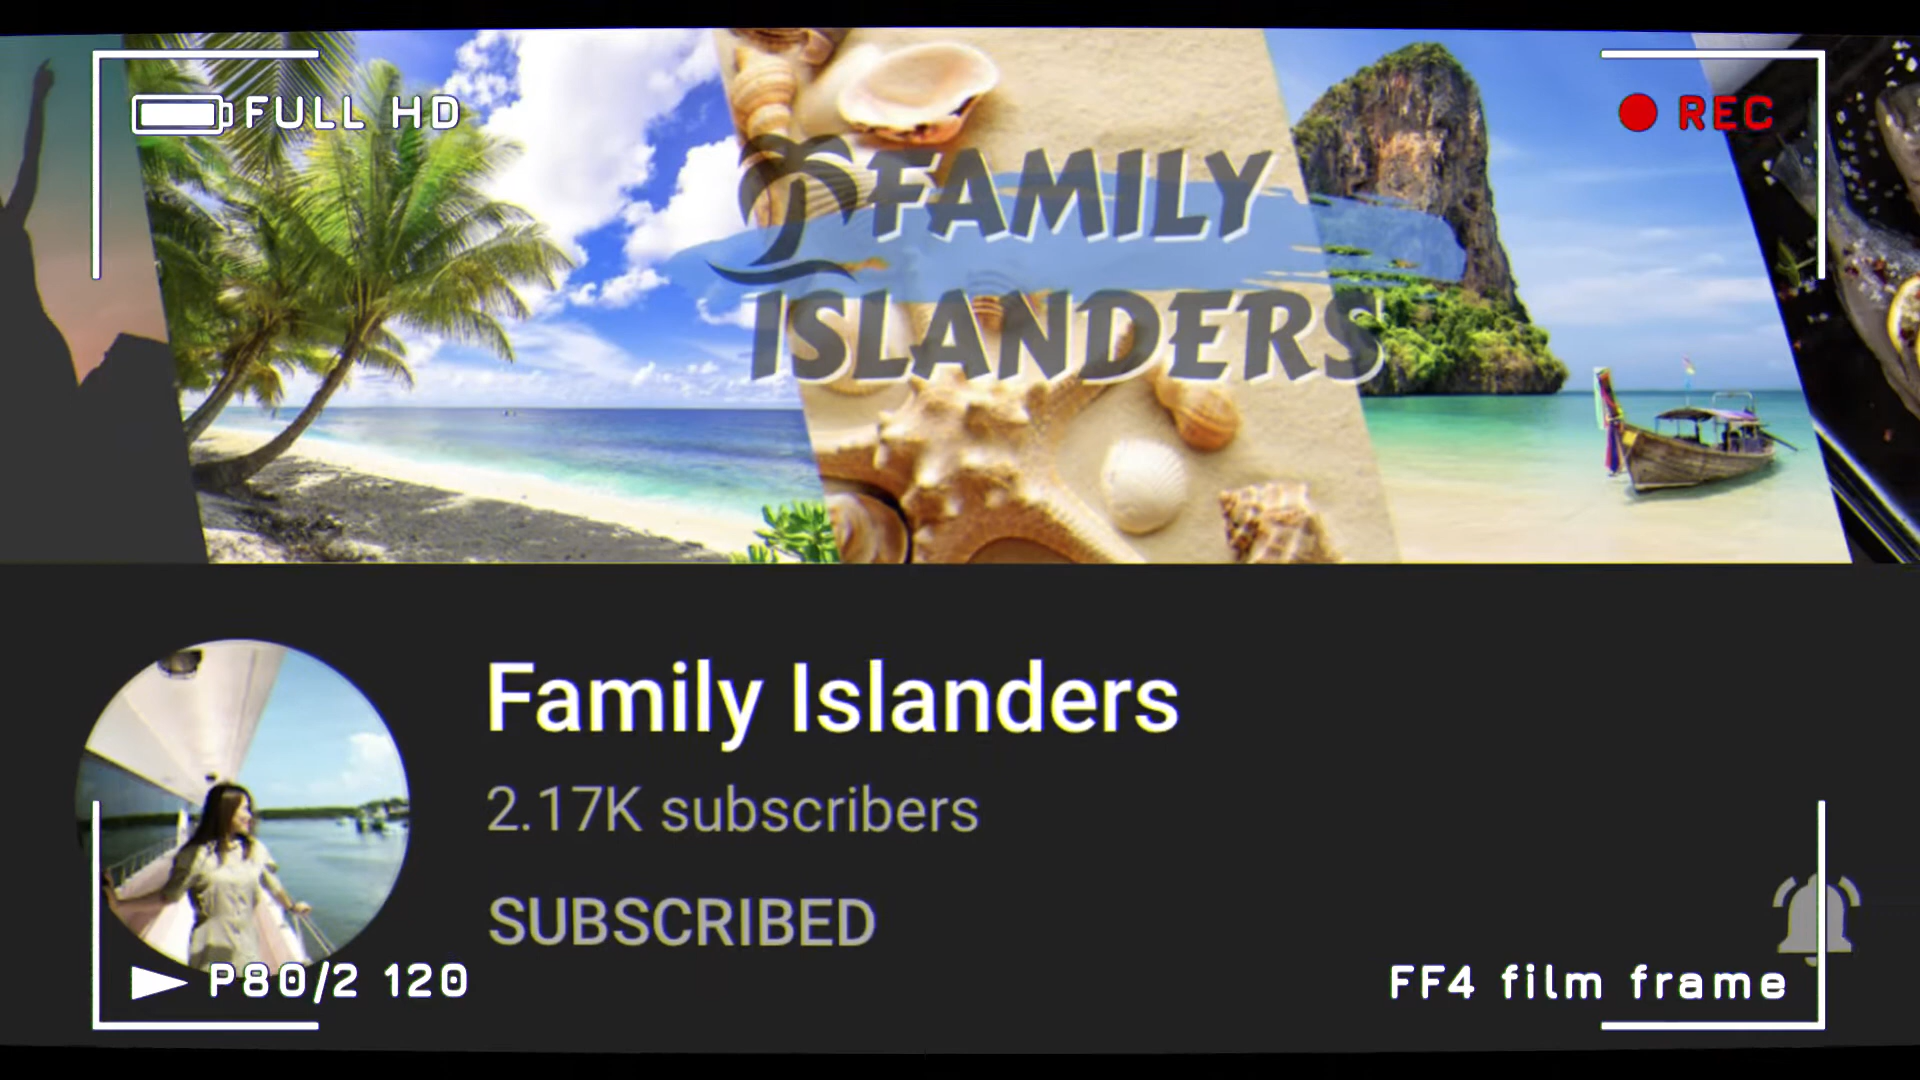 FULL HD
REC
FAMILY
ISLANDERS
Family Islanders
2.17K subscribers
SUBSCRIBED
P80/2 120
FF4 film frame